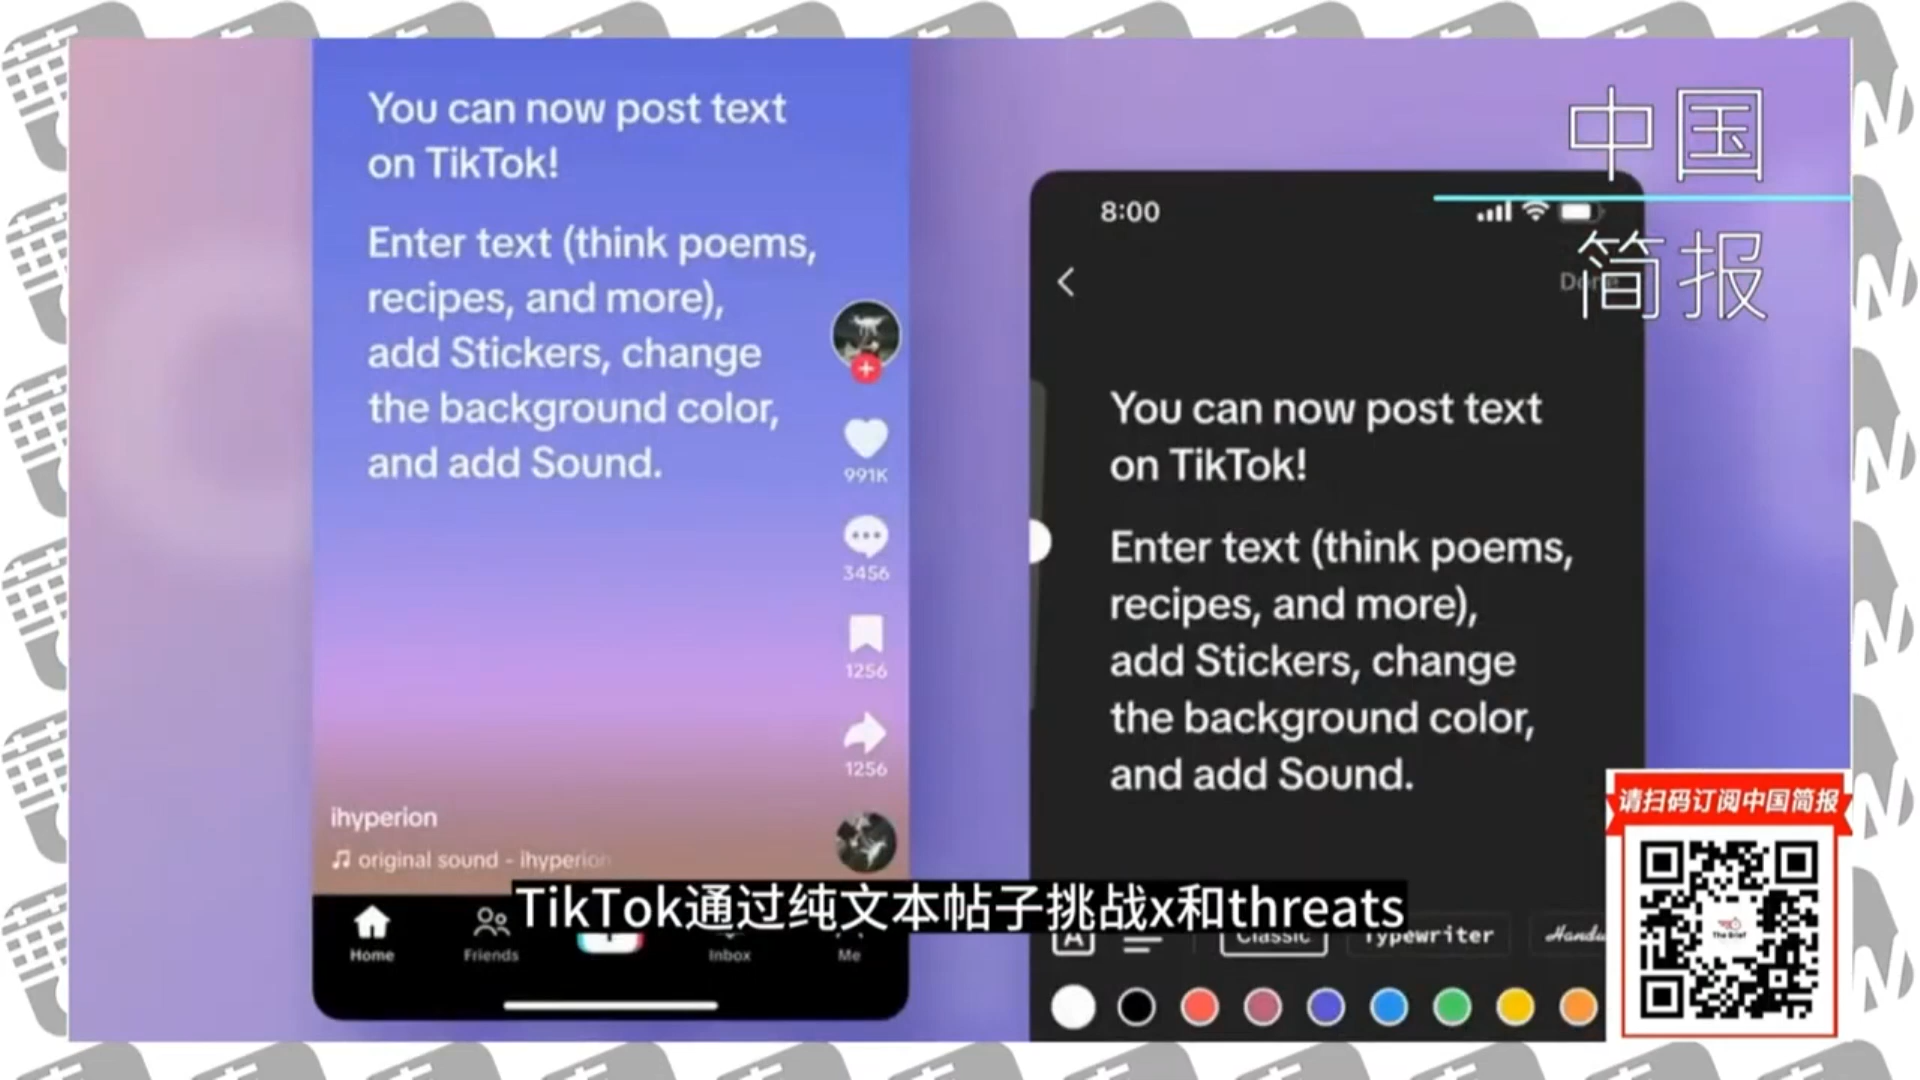 You can now post text
on TikTok!
Enter text (think poems,
recipes, and more),
add Stickers, change
the background color,
and add Sound.
991K
3456
1256
1256
ihyperion
original sound - ihyperion
Home
Friends
Inbox
Me
中国
简报
8:00
Done
You can now post text
on TikTok!
Enter text (think poems,
recipes, and more),
add Stickers, change
the background color,
and add Sound.
A
Classic
Typewriter
TikTok通过纯文本帖子挑战x和threats
请扫码订阅中国简报
The Brief